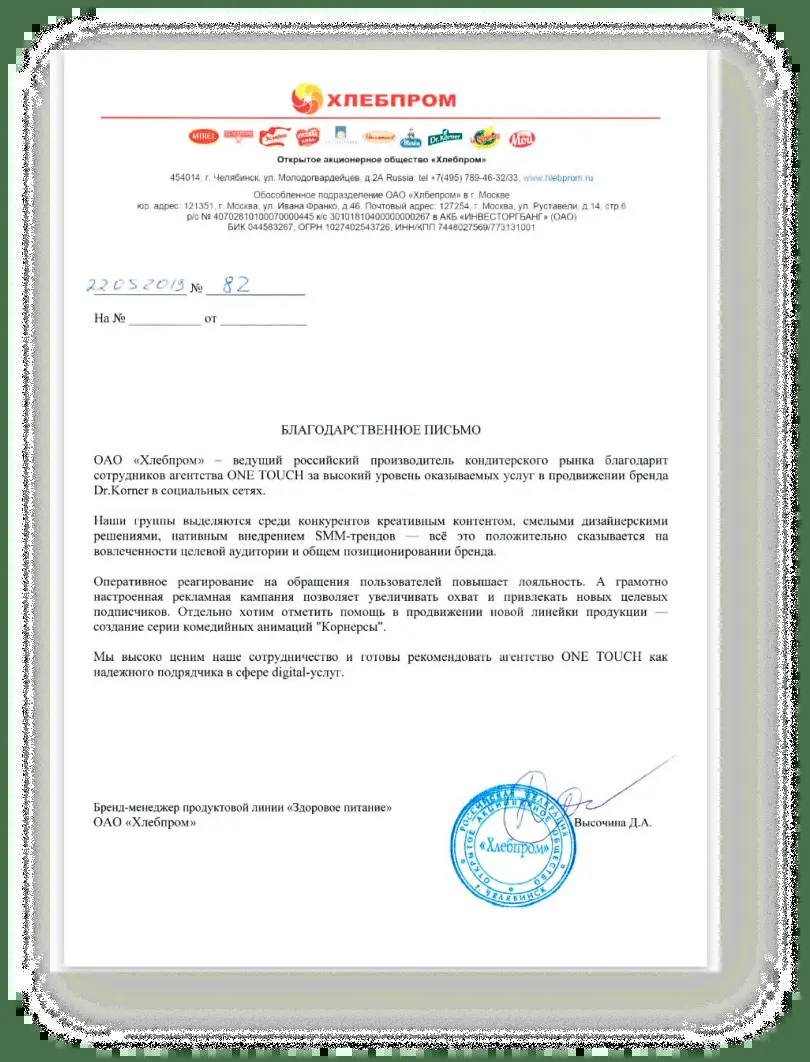 ХЛЕБПРОМ
MIREL
Dr.Körner
Мой
Открытое акционерное общество «Хлебпром»
454014, г. Челябинск, ул. Молодогвардейцев, д.2А Russia: tel +7(495) 789-46-32/33, www.hlebprom.ru
Обособленное подразделение ОАО «Хлбепром» в г. Москве
юр. адрес: 121351, г. Москва, ул. Ивана Франко, д.46. Почтовый адрес: 127254, г. Москва, ул. Руставели, д.14, стр.6
р/с № 40702810100070000445 к/с 30101810400000000267 в АКБ «ИНВЕСТОРГБАНГ» (ОАО)
БИК 044583267, ОГРН 1027402543726, ИНН/КПП 7448027569/773131001
22052019 № 82
На № ____________ от ______________
БЛАГОДАРСТВЕННОЕ ПИСЬМО
ОАО «Хлебпром» – ведущий российский производитель кондитерского рынка благодарит
сотрудников агентства ONE TOUCH за высокий уровень оказываемых услуг в продвижении бренда
Dr.Korner в социальных сетях.
Наши группы выделяются среди конкурентов креативным контентом, смелыми дизайнерскими
решениями, нативным внедрением SMM-трендов — всё это положительно сказывается на
вовлеченности целевой аудитории и общем позиционировании бренда.
Оперативное реагирование на обращения пользователей повышает лояльность. А грамотно
настроенная рекламная кампания позволяет увеличивать охват и привлекать новых целевых
подписчиков. Отдельно хотим отметить помощь в продвижении новой линейки продукции —
создание серии комедийных анимаций "Корнерсы".
Мы высоко ценим наше сотрудничество и готовы рекомендовать агентство ONE TOUCH как
надежного подрядчика в сфере digital-услуг.
Бренд-менеджер продуктовой линии «Здоровое питание»
ОАО «Хлебпром»
Высочина Д.А.
РОССИЙСКАЯ ФЕДЕРАЦИЯ
ОТКРЫТОЕ АКЦИОНЕРНОЕ ОБЩЕСТВО
«Хлебпром»
г. ЧЕЛЯБИНСК